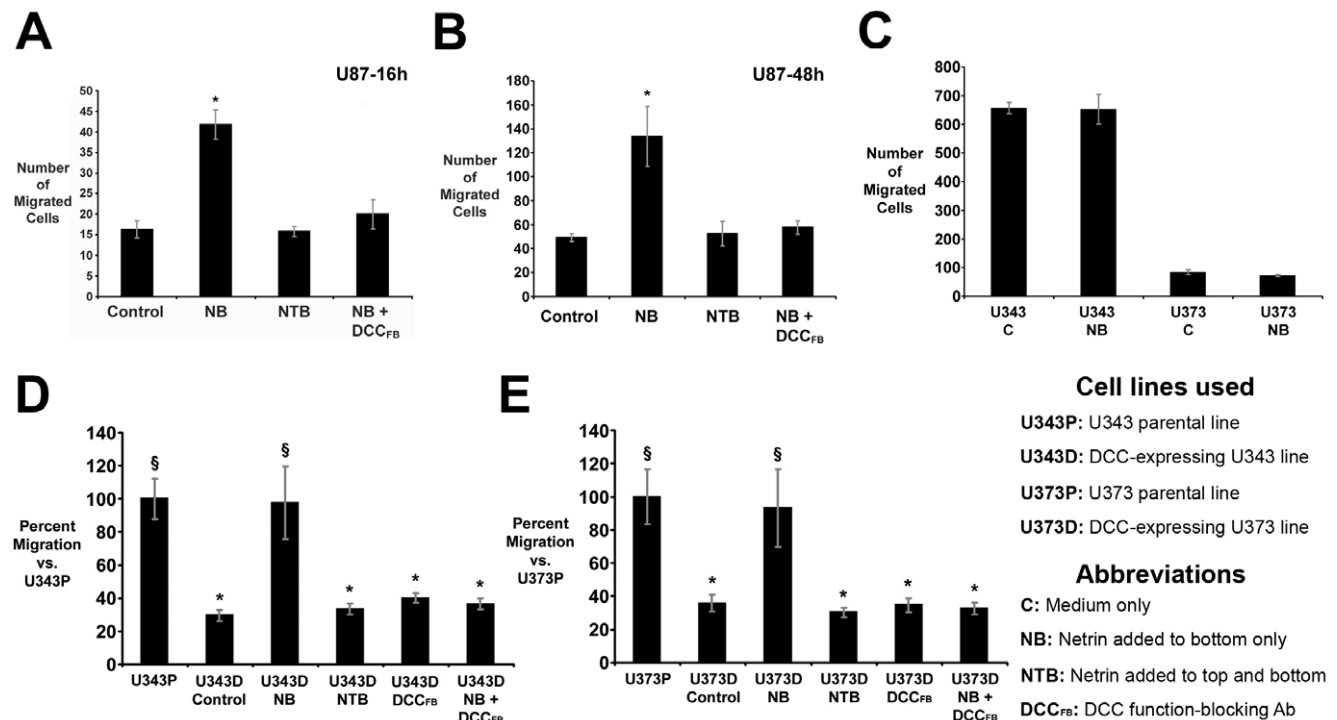 A
U87-16h
Number
of
Migrated
Cells
50
45
40
35
30
25
20
15
10
5
0
*
Control
NB
NTB
NB +
DCCFB
B
U87-48h
Number
of
Migrated
Cells
180
160
140
120
100
80
60
40
20
0
*
Control
NB
NTB
NB +
DCCFB
C
Number
of
Migrated
Cells
800
700
600
500
400
300
200
100
0
U343
C
U343
NB
U373
C
U373
NB
D
Percent
Migration
vs.
U343P
140
120
100
80
60
40
20
0
§
*
§
*
*
*
U343P
U343D
Control
U343D
NB
U343D
NTB
U343D
DCCFB
U343D
NB +
DCCFB
E
Percent
Migration
vs.
U373P
140
120
100
80
60
40
20
0
§
*
§
*
*
*
U373P
U373D
Control
U373D
NB
U373D
NTB
U373D
DCCFB
U373D
NB +
DCCFB
Cell lines used
U343P: U343 parental line
U343D: DCC-expressing U343 line
U373P: U373 parental line
U373D: DCC-expressing U373 line
Abbreviations
C: Medium only
NB: Netrin added to bottom only
NTB: Netrin added to top and bottom
DCCFB: DCC function-blocking Ab